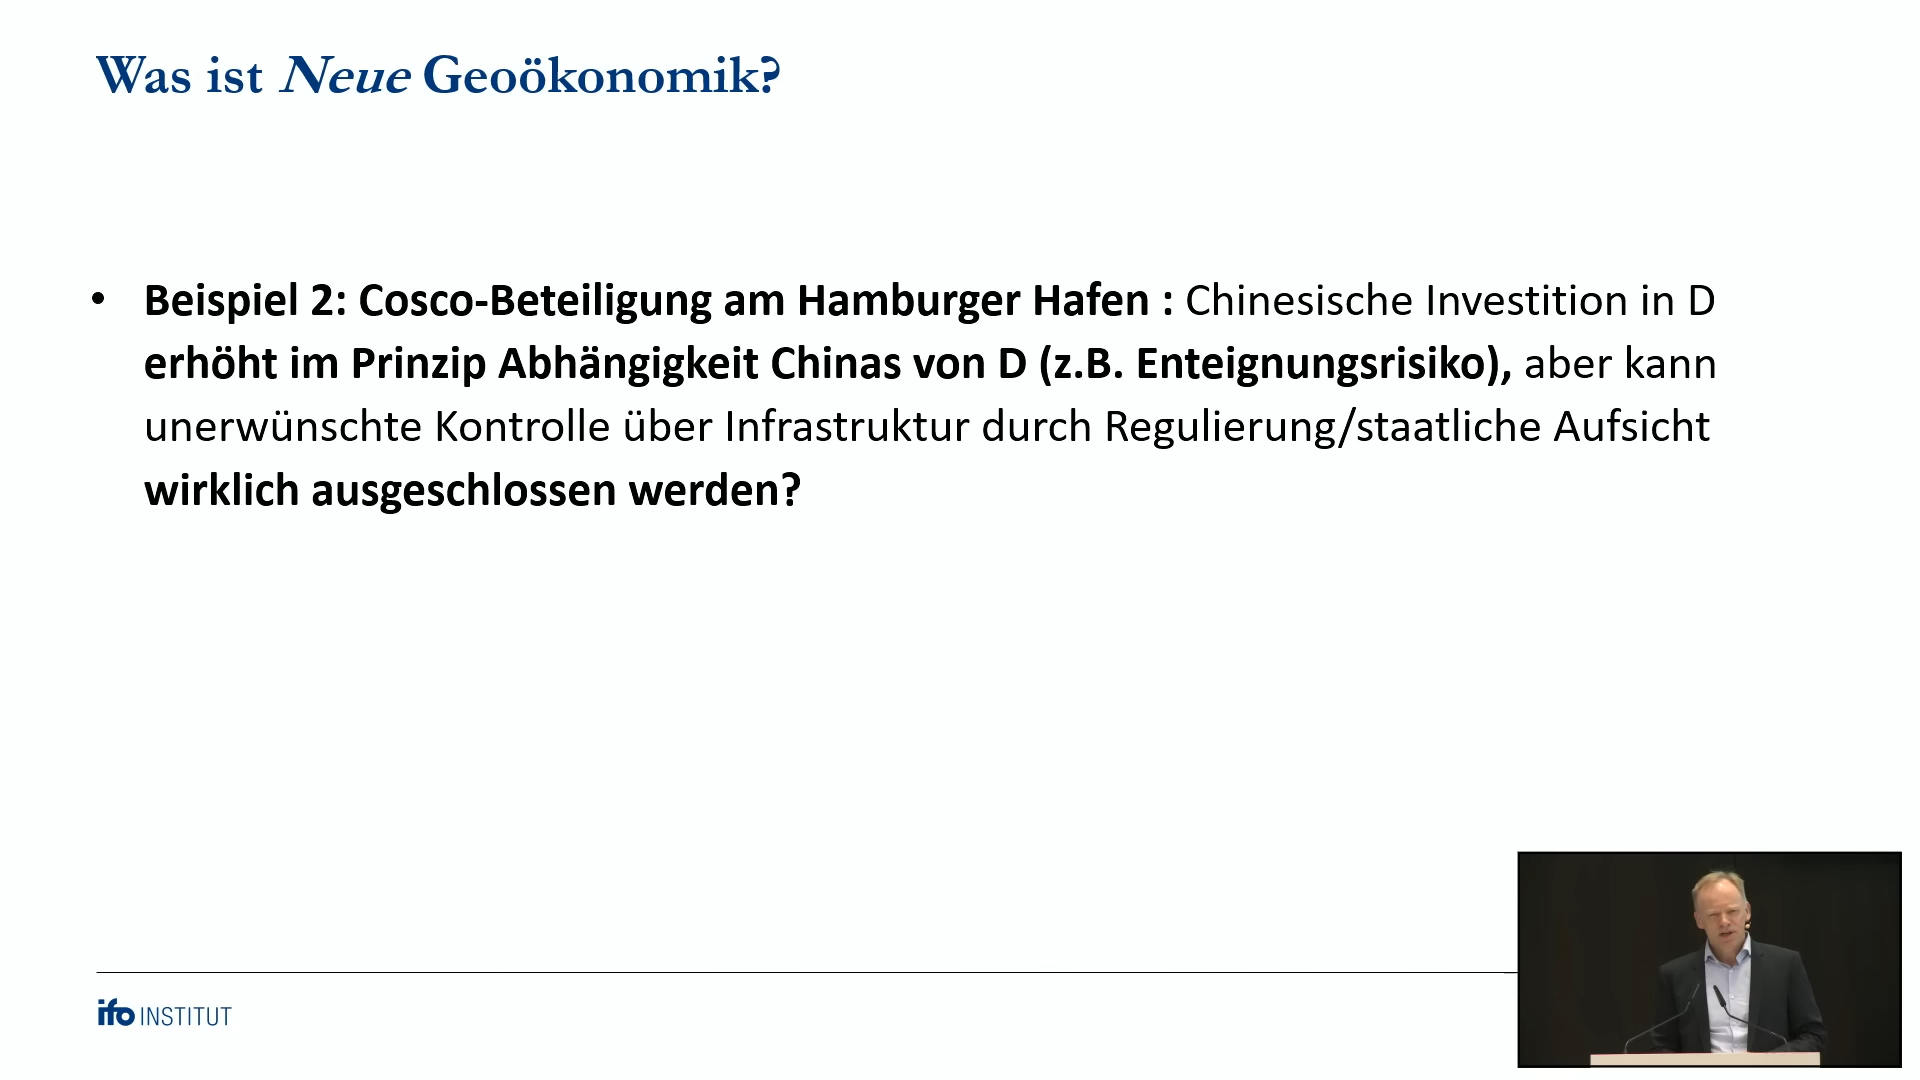 Was ist Neue Geoökonomik?
• Beispiel 2: Cosco-Beteiligung am Hamburger Hafen : Chinesische Investition in D
erhöht im Prinzip Abhängigkeit Chinas von D (z.B. Enteignungsrisiko), aber kann
unerwünschte Kontrolle über Infrastruktur durch Regulierung/staatliche Aufsicht
wirklich ausgeschlossen werden?
ifo INSTITUT